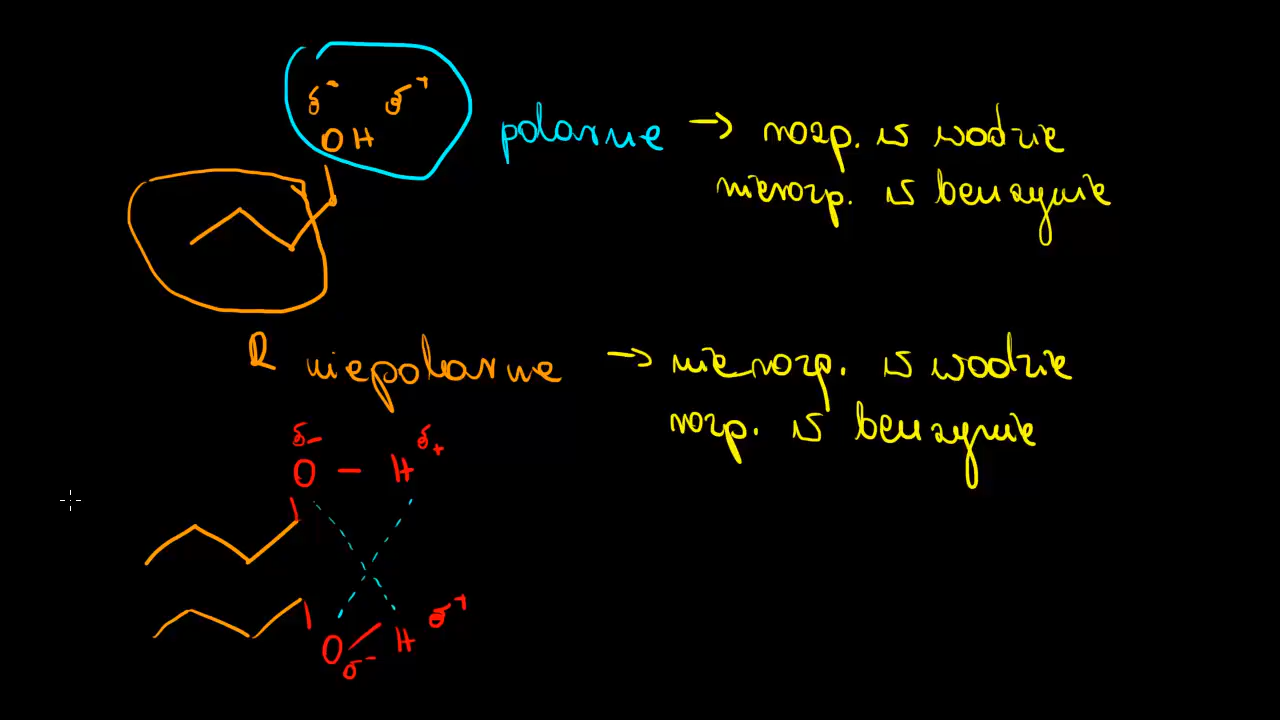 δ- δ+
OH
polarne → rozp. w wodzie
nierozp. w benzynie
R niepolarne → nierozp. w wodzie
rozp. w benzynie
δ- δ+
O - H
O H δ+
δ-